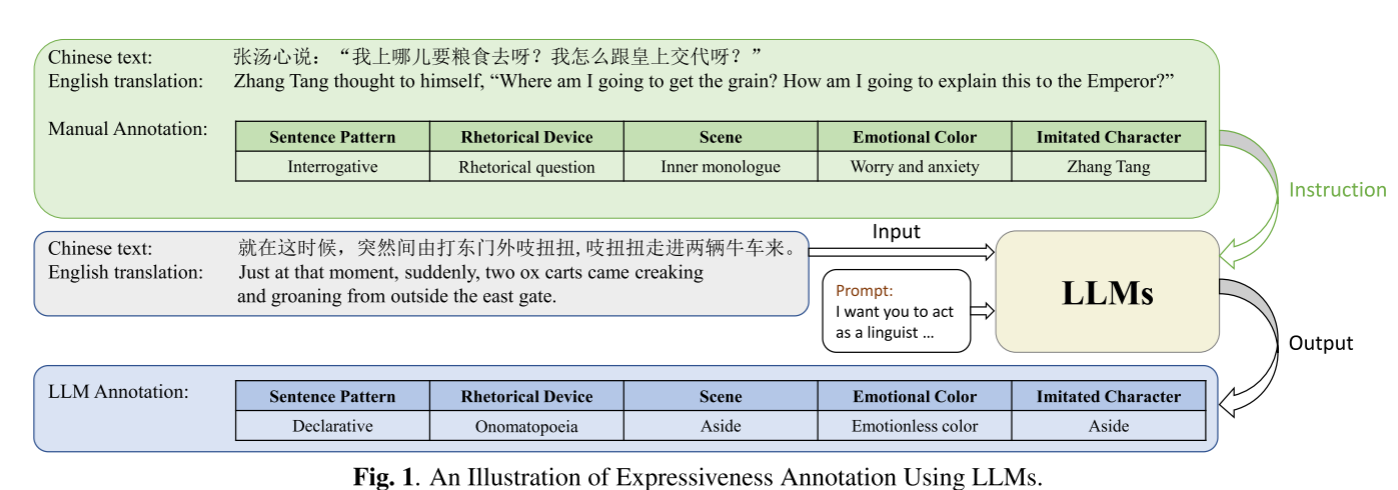 Chinese text: 张汤心说：“我上哪儿要粮食去呀？我怎么跟皇上交代呀？”
English translation: Zhang Tang thought to himself, “Where am I going to get the grain? How am I going to explain this to the Emperor?”
Manual Annotation:
Sentence Pattern Rhetorical Device Scene Emotional Color Imitated Character
Interrogative Rhetorical question Inner monologue Worry and anxiety Zhang Tang
Instruction
Chinese text: 就在这时候，突然间由打东门外吱扭扭, 吱扭扭走进两辆牛车来。
English translation: Just at that moment, suddenly, two ox carts came creaking
and groaning from outside the east gate.
Input
Prompt:
I want you to act
as a linguist ...
LLMs
Output
LLM Annotation:
Sentence Pattern Rhetorical Device Scene Emotional Color Imitated Character
Declarative Onomatopoeia Aside Emotionless color Aside
Fig. 1. An Illustration of Expressiveness Annotation Using LLMs.